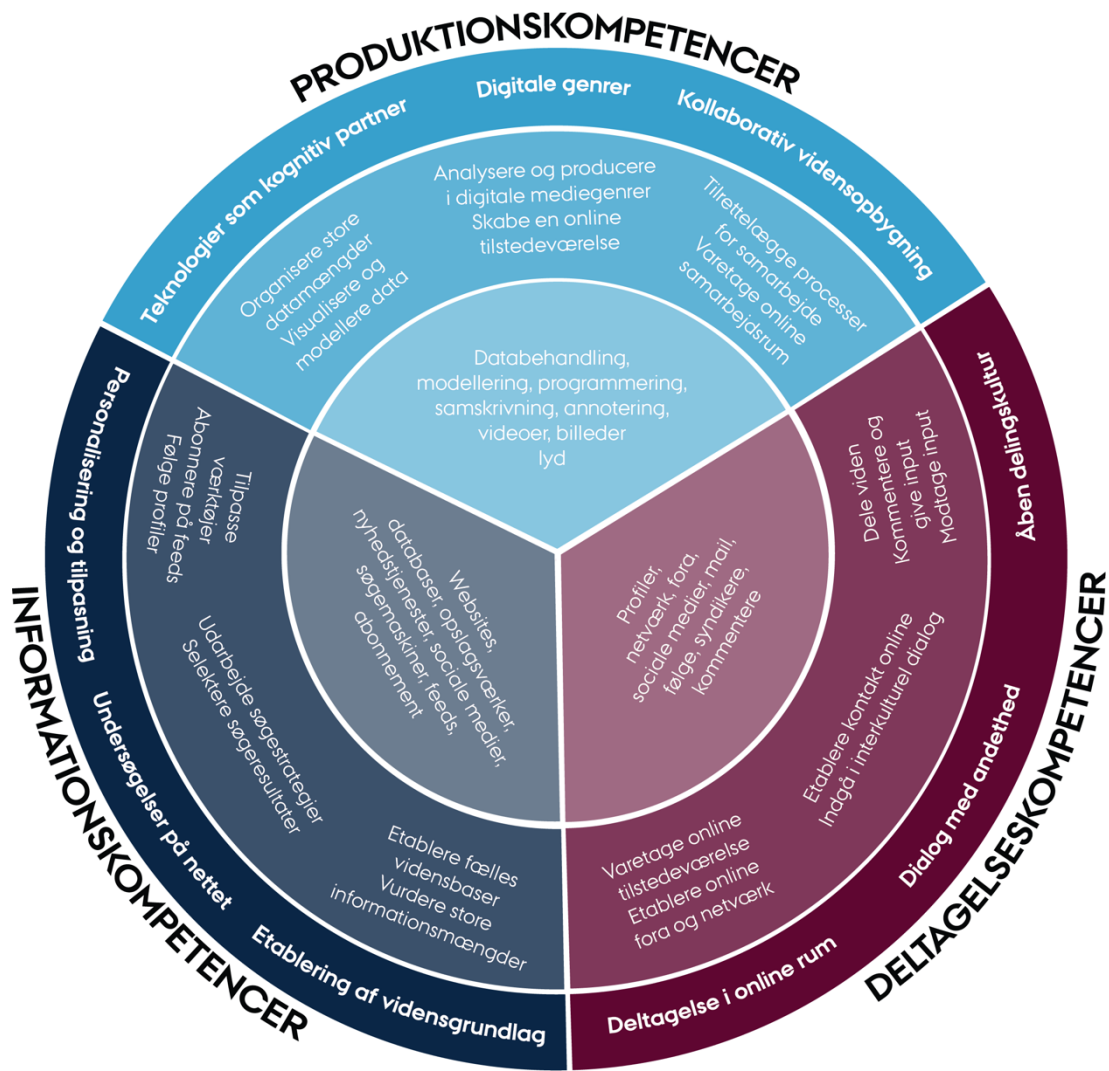 PRODUKTIONSKOMPETENCER
Teknologier som kognitiv partner
Digitale genrer
Kollaborativ vidensopbygning
Organisere store
datamængder
Visualisere og
modellere data
Analysere og producere
i digitale mediegenrer
Skabe en online
tilstedeværelse
Tilrettelægge processer
for samarbejde
Varetage online
samarbejdsrum
Databehandling,
modellering, programmering,
samskrivning, annotering,
videoer, billeder
lyd
DELTAGELSESKOMPETENCER
Åben delingskultur
Dialog med andethed
Deltagelse i online rum
Dele viden
Kommentere og
give input
Modtage input
Etablere kontakt online
Indgå i interkulturel dialog
Varetage online
tilstedeværelse
Etablere online
fora og netværk
Profiler,
netværk, fora,
sociale medier, mail,
følge, syndikere,
kommentere
INFORMATIONSKOMPETENCER
Personalisering og tilpasning
Undersøgelser på nettet
Etablering af vidensgrundlag
Tilpasse
værktøjer
Abonnere på feeds
Følge profiler
Udarbejde søgestrategier
Selektere søgeresultater
Etablere fælles
vidensbaser
Vurdere store
informationsmængder
Websites,
databaser, opslagsværker,
nyhedstjenester, sociale medier,
søgemaskiner, feeds,
abonnement